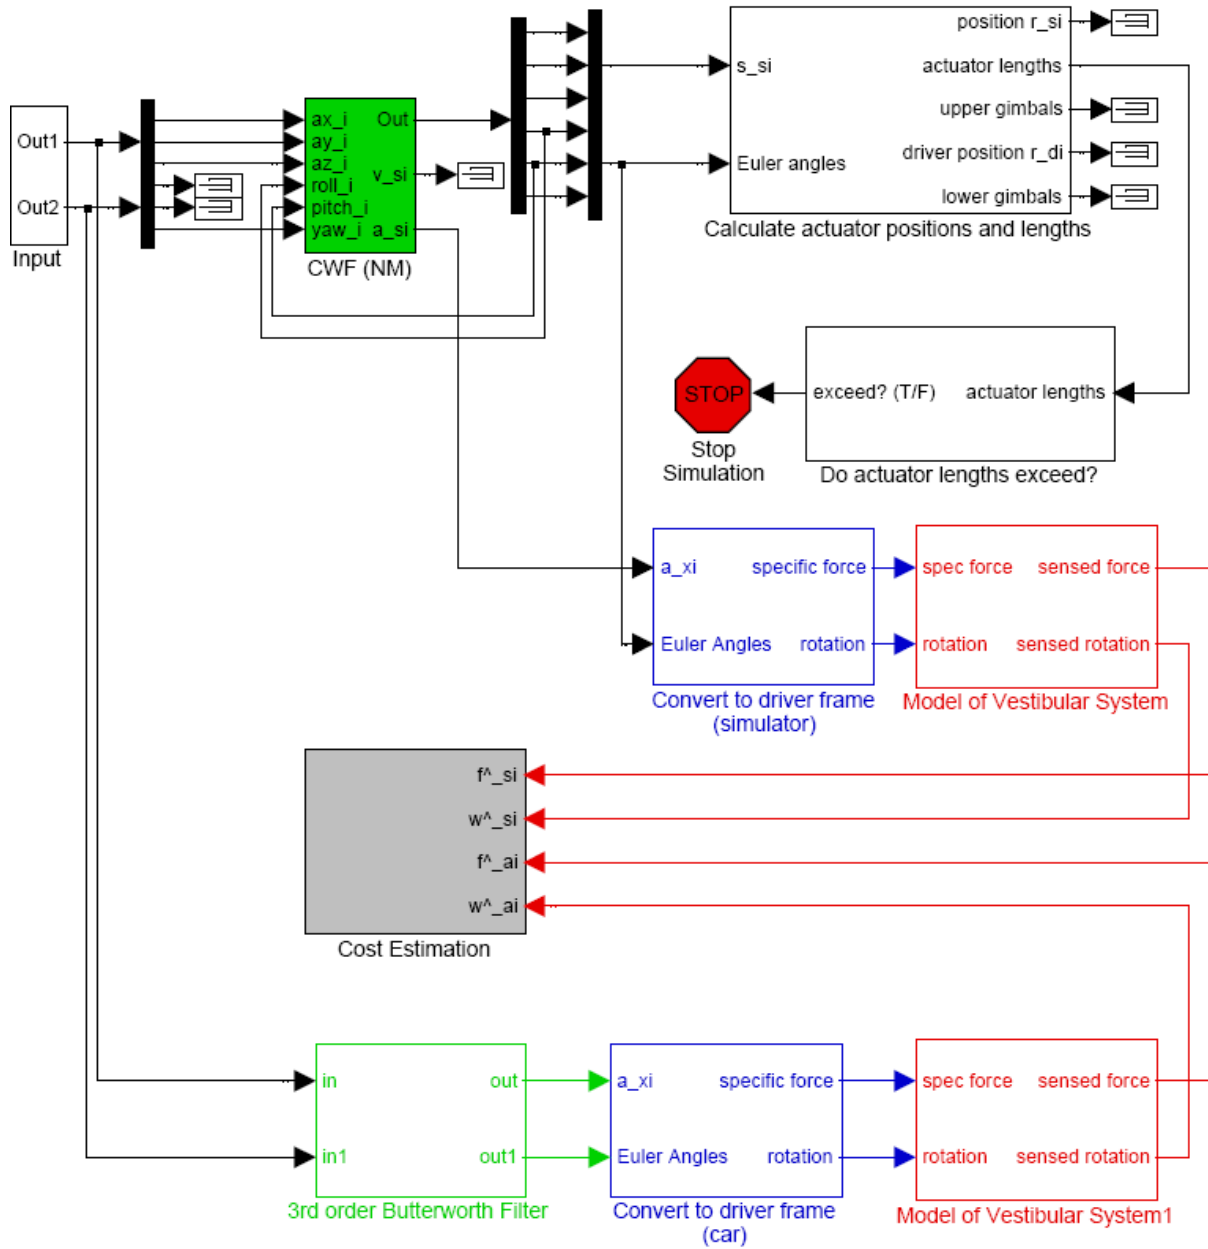 Out1
Out2
Input
ax_i
ay_i
az_i
roll_i
pitch_i
yaw_i
Out
v_si
a_si
CWF (NM)
s_si
Euler angles
position r_si
actuator lengths
upper gimbals
driver position r_di
lower gimbals
Calculate actuator positions and lengths
STOP
Stop
Simulation
exceed? (T/F)
actuator lengths
Do actuator lengths exceed?
a_xi
specific force
Euler Angles
rotation
Convert to driver frame
(simulator)
spec force
sensed force
rotation
sensed rotation
Model of Vestibular System
f^_si
w^_si
f^_ai
w^_ai
Cost Estimation
in
out
in1
out1
3rd order Butterworth Filter
a_xi
specific force
Euler Angles
rotation
Convert to driver frame
(car)
spec force
sensed force
rotation
sensed rotation
Model of Vestibular System1